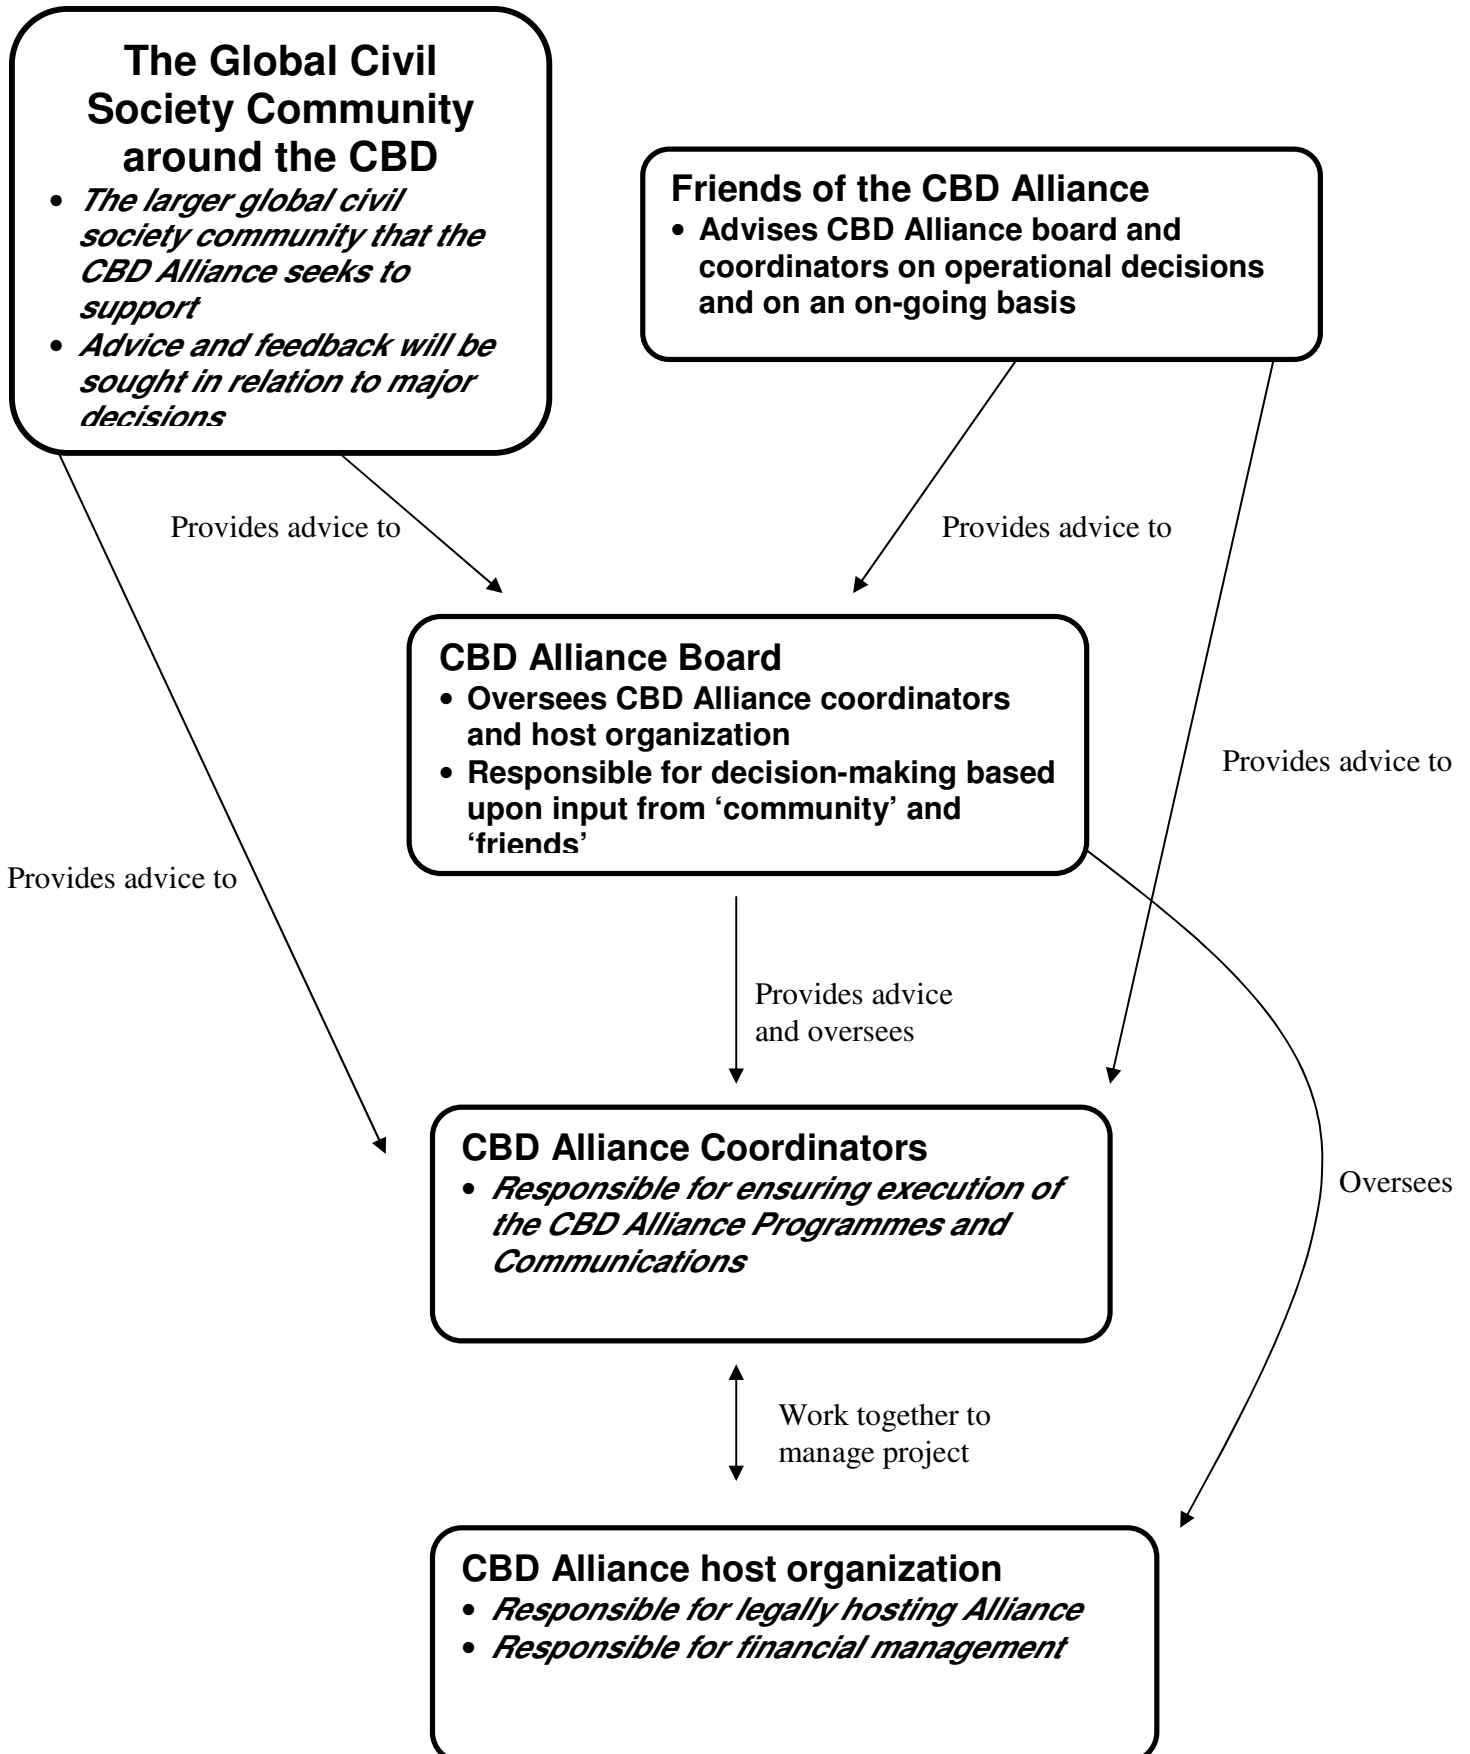 The Global Civil
Society Community
around the CBD
• The larger global civil
society community that the
CBD Alliance seeks to
support
• Advice and feedback will be
sought in relation to major
decisions
Friends of the CBD Alliance
• Advises CBD Alliance board and
coordinators on operational decisions
and on an on-going basis
Provides advice to
Provides advice to
CBD Alliance Board
• Oversees CBD Alliance coordinators
and host organization
• Responsible for decision-making based
upon input from ‘community’ and
‘friends’
Provides advice to
Provides advice to
Provides advice
and oversees
CBD Alliance Coordinators
• Responsible for ensuring execution of
the CBD Alliance Programmes and
Communications
Oversees
Work together to
manage project
CBD Alliance host organization
• Responsible for legally hosting Alliance
• Responsible for financial management